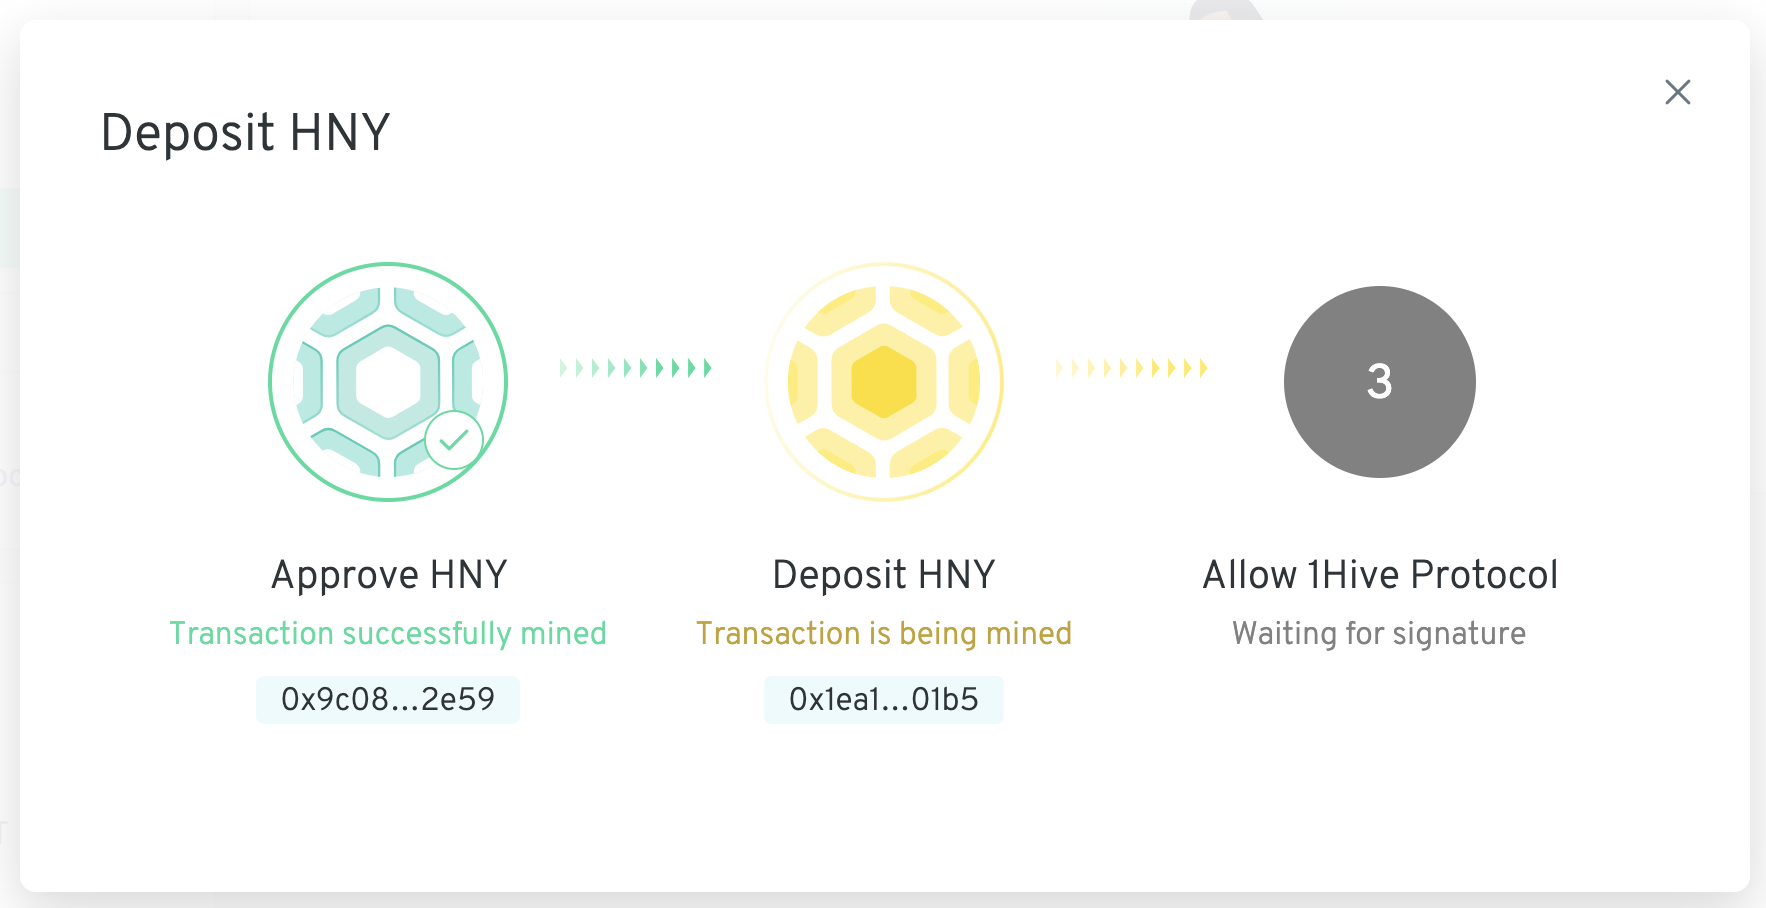 Deposit HNY
3
Approve HNY
Deposit HNY
Allow 1Hive Protocol
Transaction successfully mined
Transaction is being mined
Waiting for signature
0x9c08...2e59
0x1ea1...01b5